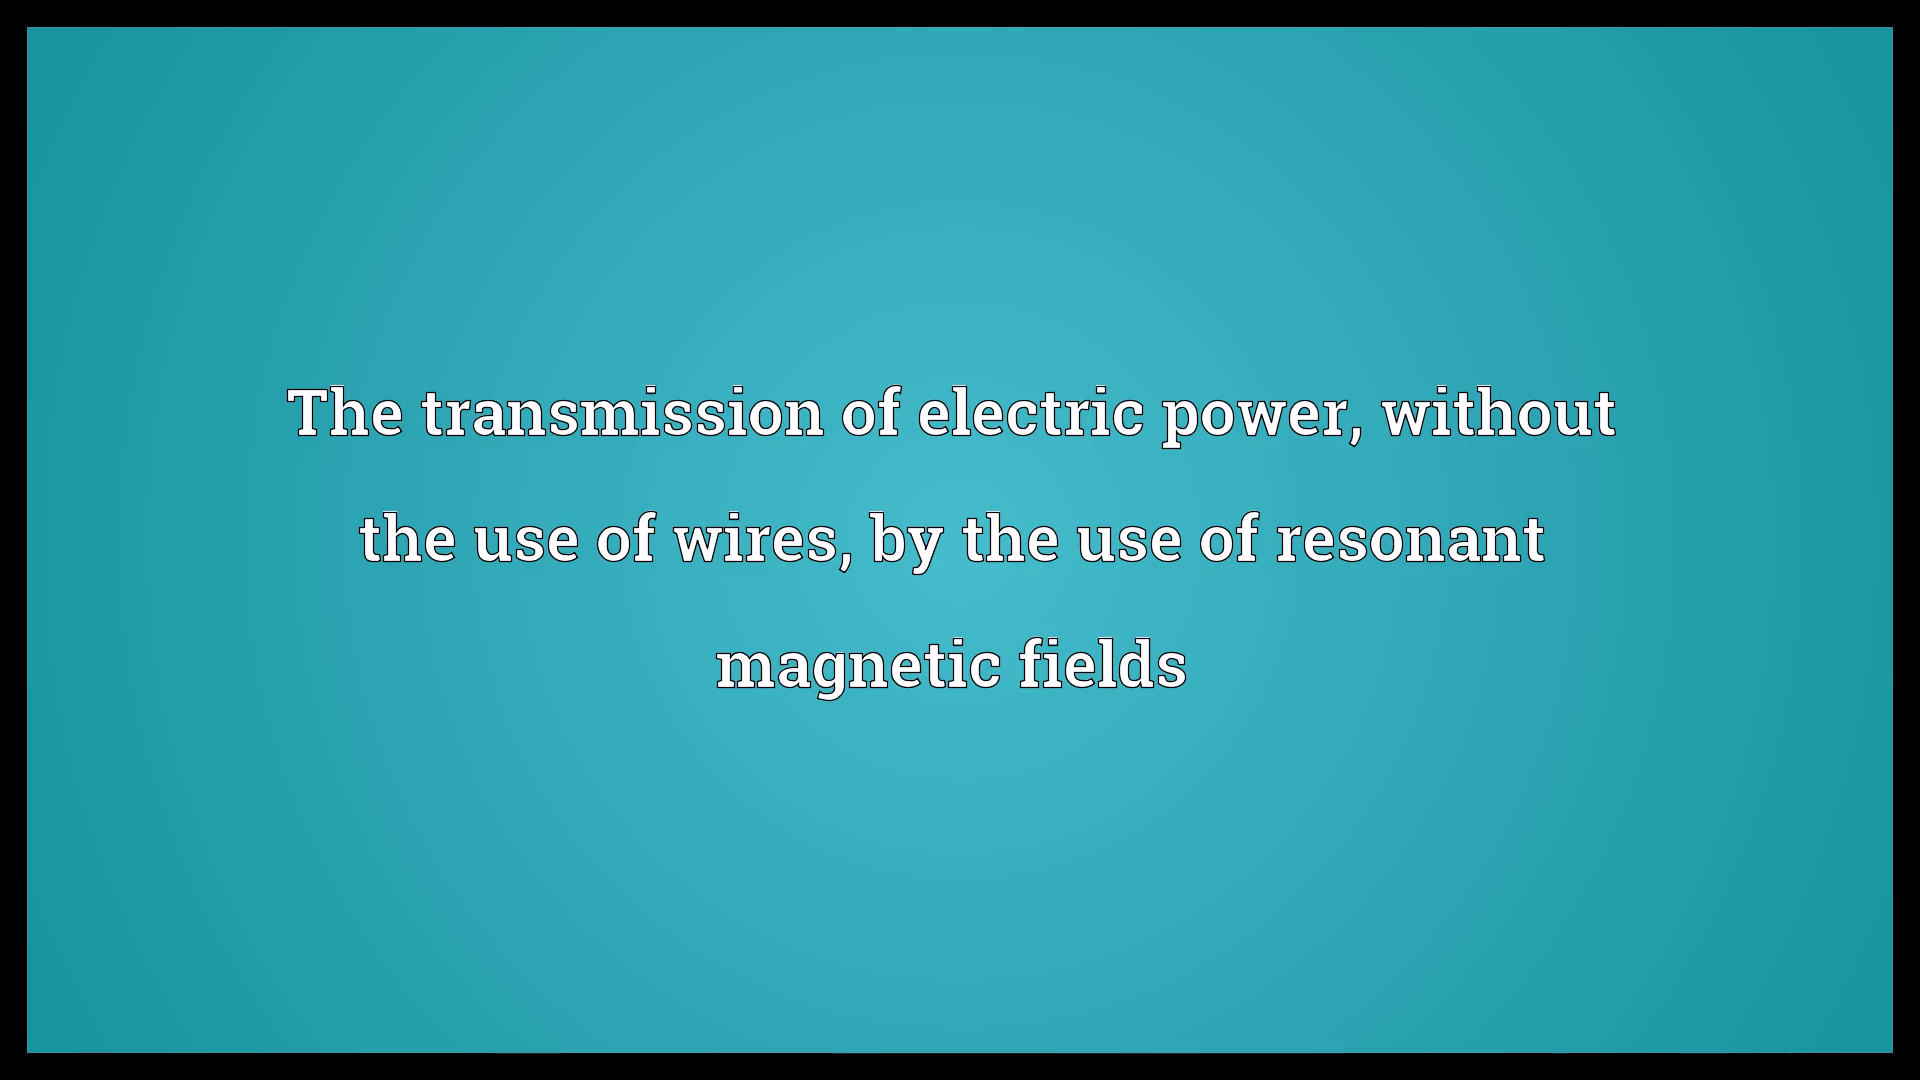 The transmission of electric power, without
the use of wires, by the use of resonant
magnetic fields